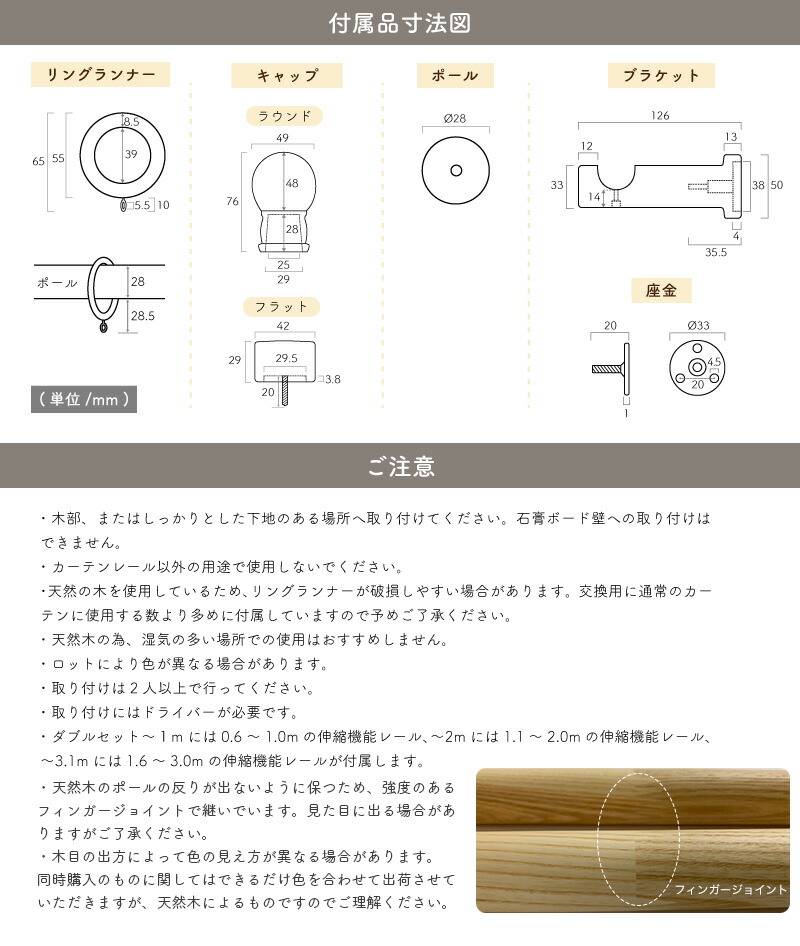 付属品寸法図
リングランナー
8.5
39
65
55
5.5
10
ポール
28
28.5
(単位/mm)
キャップ
ラウンド
49
48
76
28
25
29
フラット
42
29
29.5
20
3.8
ポール
Ø28
ブラケット
126
13
12
33
14
38
50
4
35.5
座金
20
Ø33
4.5
20
1
ご注意
・木部、またはしっかりとした下地のある場所へ取り付けてください。石膏ボード壁への取り付けは
できません。
・カーテンレール以外の用途で使用しないでください。
・天然の木を使用しているため、リングランナーが破損しやすい場合があります。交換用に通常のカー
テンに使用する数より多めに付属していますので予めご了承ください。
・天然木の為、湿気の多い場所での使用はおすすめしません。
・ロットにより色が異なる場合があります。
・取り付けは2人以上で行ってください。
・取り付けにはドライバーが必要です。
・ダブルセット〜1mには0.6〜1.0mの伸縮機能レール、〜2mには1.1〜2.0mの伸縮機能レール、
〜3.1mには1.6〜3.0mの伸縮機能レールが付属します。
・天然木のポールの反りが出ないように保つため、強度のある
フィンガージョイントで継いでいます。見た目に出る場合があ
りますがご了承ください。
・木目の出方によって色の見え方が異なる場合があります。
同時購入のものに関してはできるだけ色を合わせて出荷させて
いただきますが、天然木によるものですのでご理解ください。
フィンガージョイント